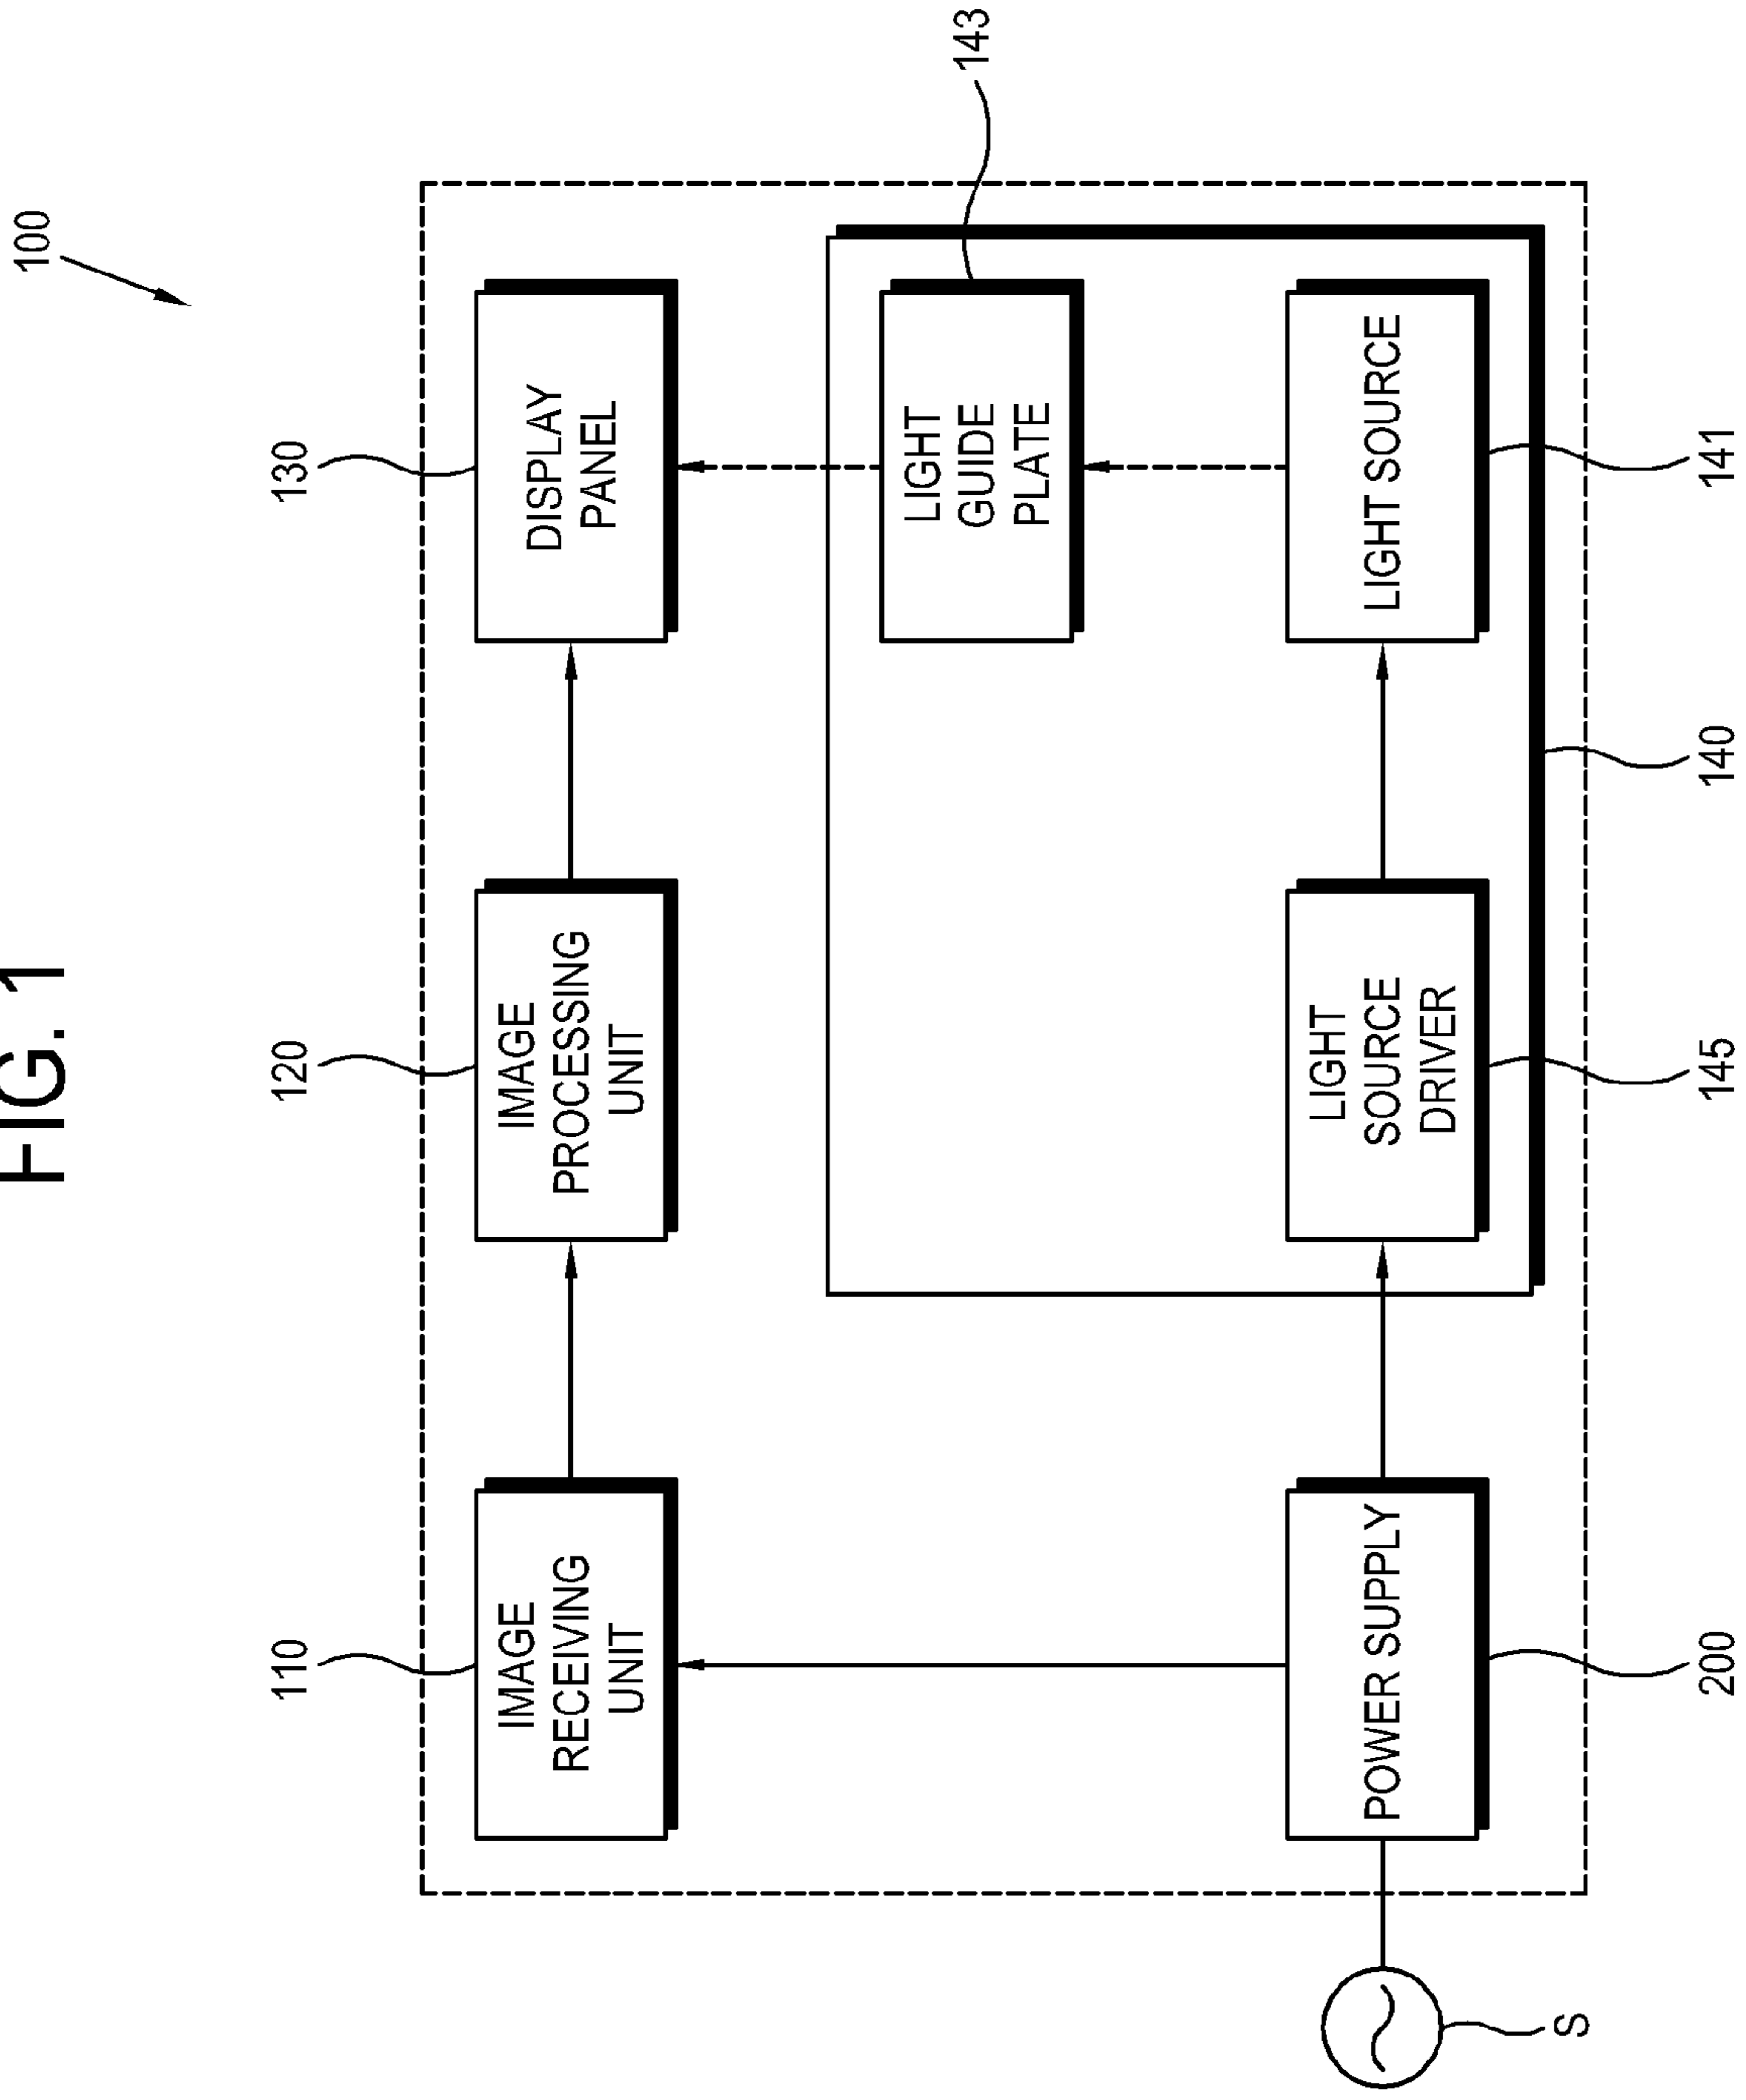 FIG. 1
100
110
120
130
IMAGE
RECEIVING
UNIT
IMAGE
PROCESSING
UNIT
DISPLAY
PANEL
LIGHT
GUIDE
PLATE
143
POWER SUPPLY
LIGHT
SOURCE
DRIVER
LIGHT SOURCE
S
200
145
140
141